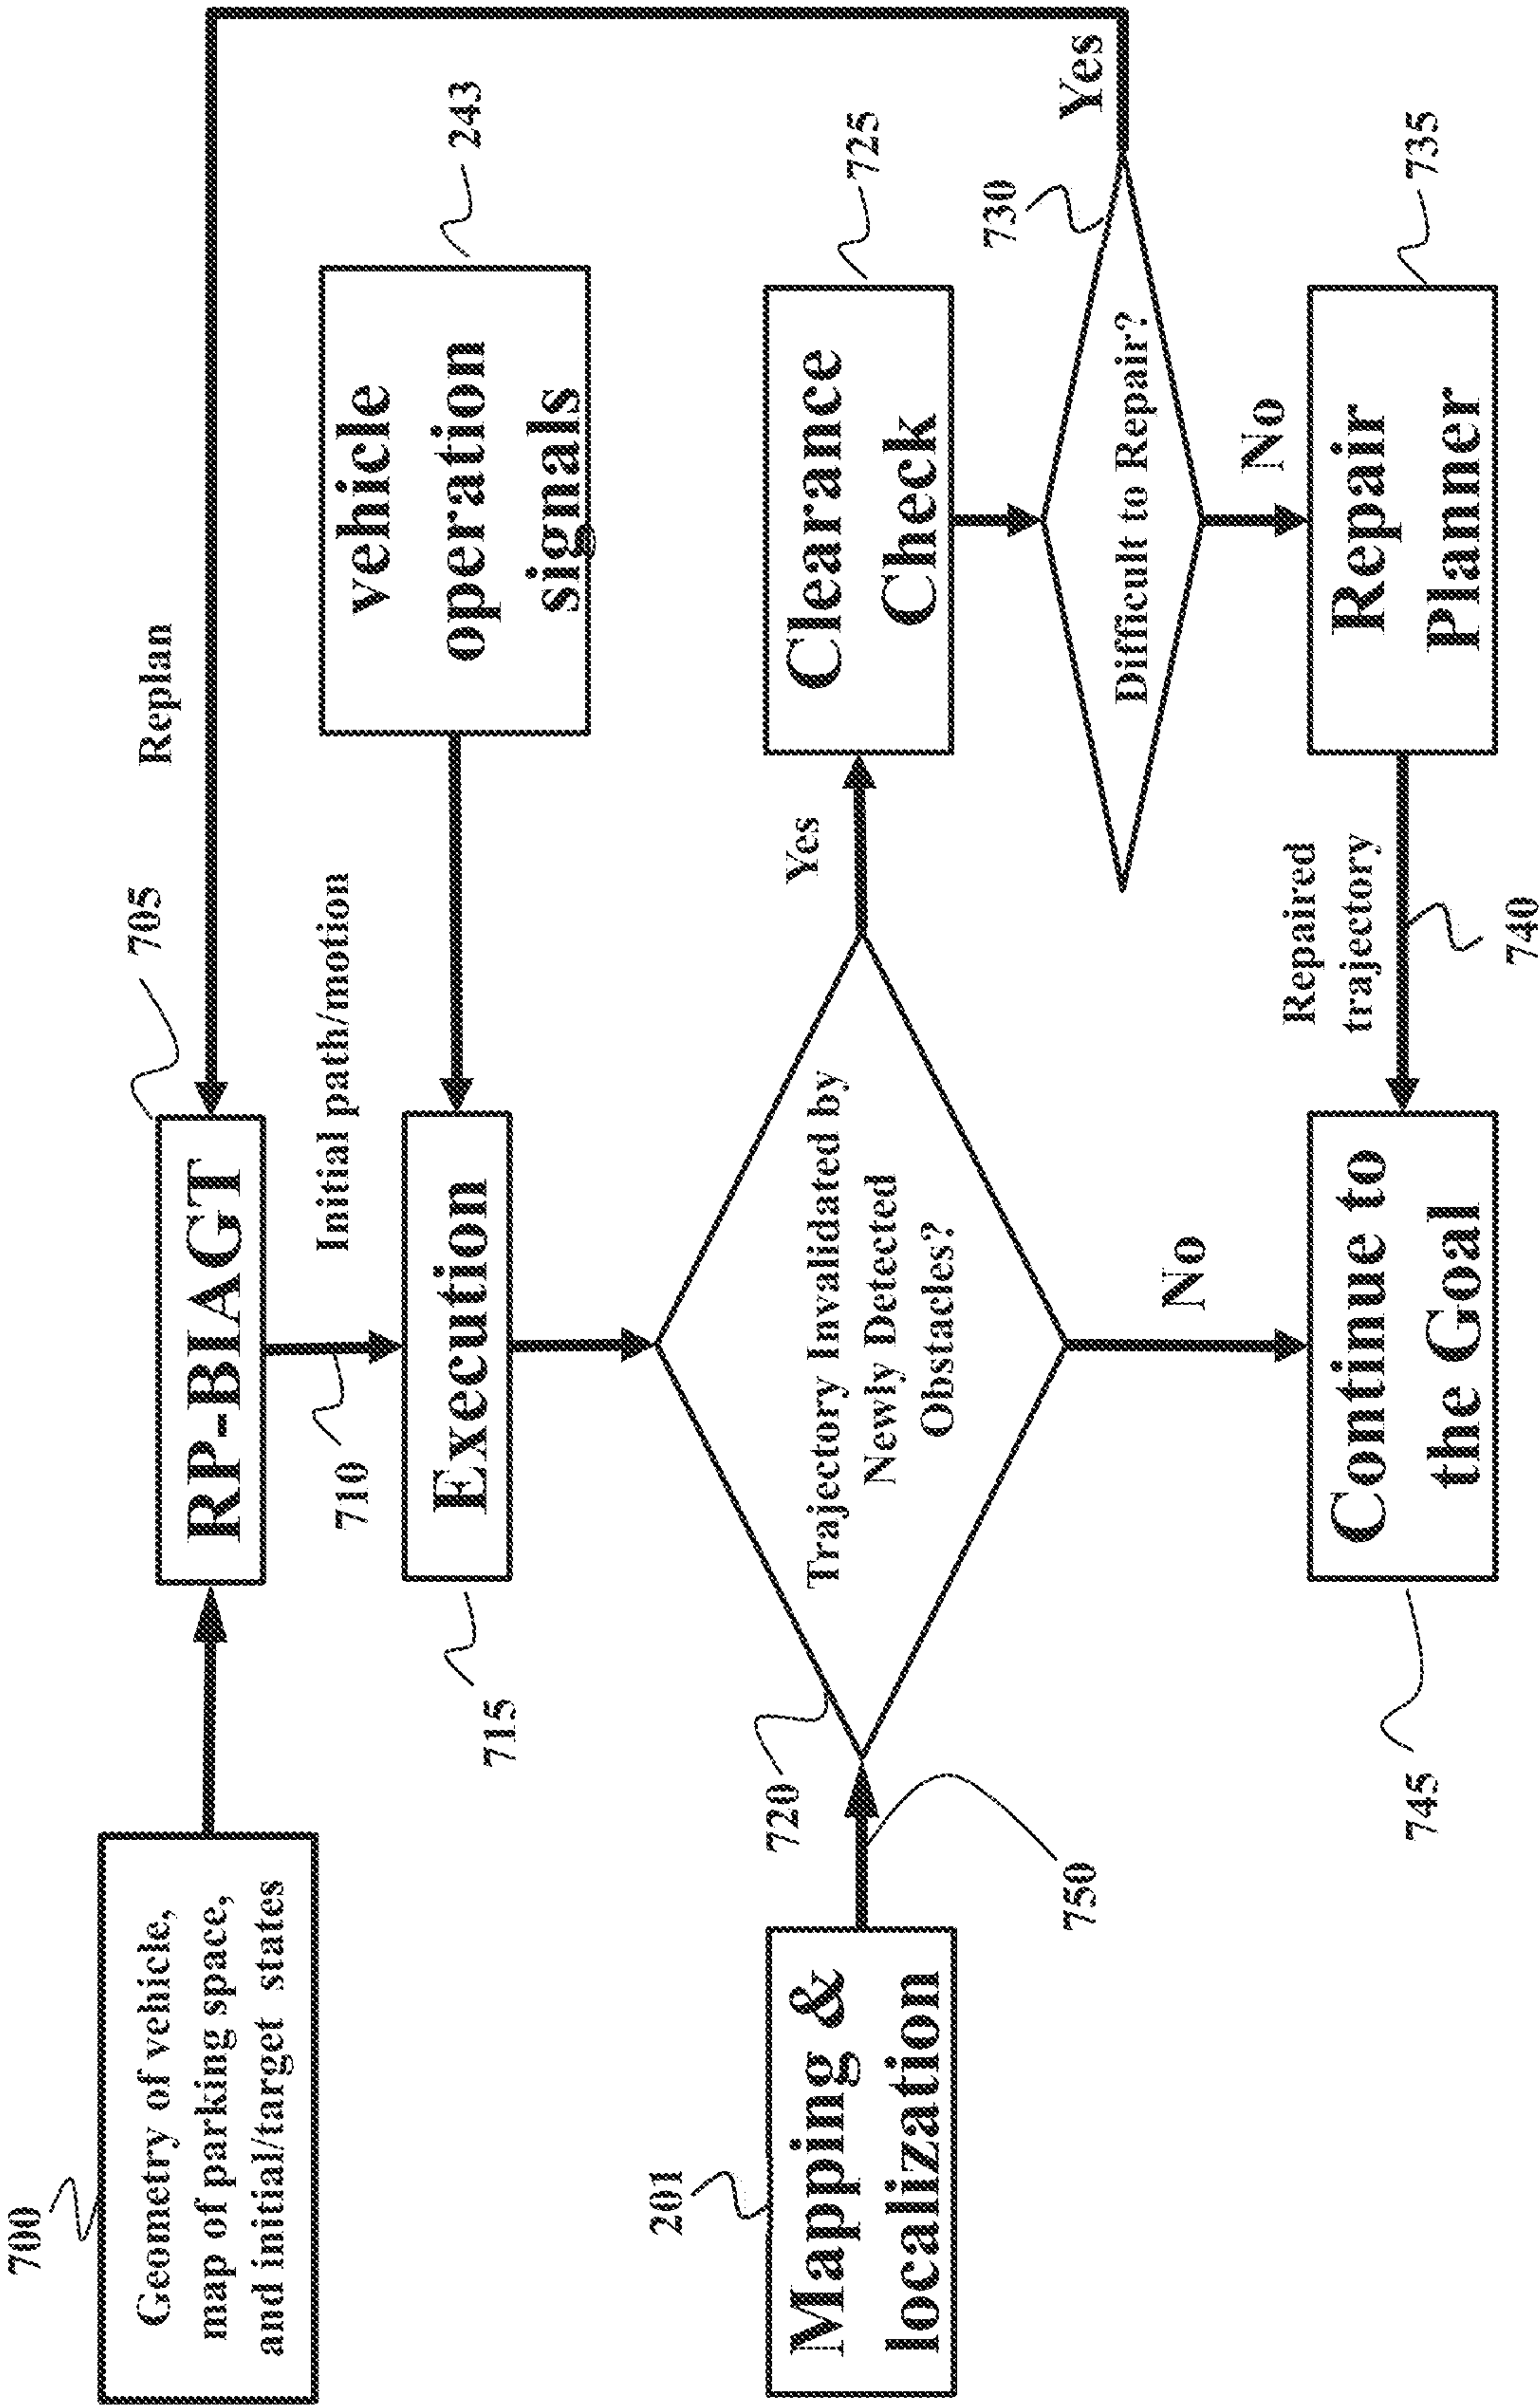 700
Geometry of vehicle,
map of parking space,
and initial/target states
RP-BIAGT
705
Replan
710
Initial path/motion
715
Execution
vehicle
operation
signals
243
201
Mapping &
localization
750
720
Trajectory Invalidated by
Newly Detected
Obstacles?
Yes
Clearance
Check
725
730
Difficult to Repair?
Yes
No
No
745
Continue to
the Goal
Repaired
trajectory
740
Repair
Planner
735